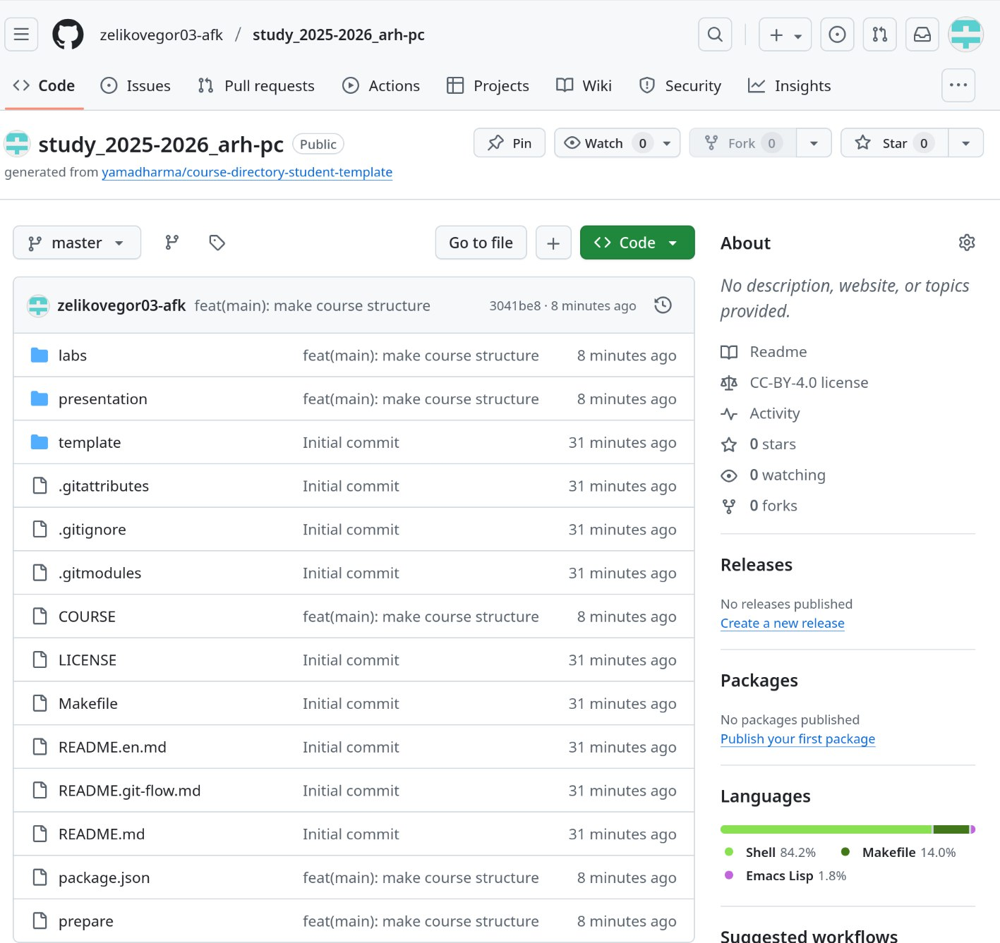 zelikovegor03-afk / study_2025-2026_arh-pc
Code Issues Pull requests Actions Projects Wiki Security Insights
study_2025-2026_arh-pc Public Pin Watch 0 Fork 0 Star 0
generated from yamadharma/course-directory-student-template
master Go to file Code
zelikovegor03-afk feat(main): make course structure 3041be8 · 8 minutes ago
labs feat(main): make course structure 8 minutes ago
presentation feat(main): make course structure 8 minutes ago
template Initial commit 31 minutes ago
.gitattributes Initial commit 31 minutes ago
.gitignore Initial commit 31 minutes ago
.gitmodules Initial commit 31 minutes ago
COURSE feat(main): make course structure 8 minutes ago
LICENSE Initial commit 31 minutes ago
Makefile Initial commit 31 minutes ago
README.en.md Initial commit 31 minutes ago
README.git-flow.md Initial commit 31 minutes ago
README.md Initial commit 31 minutes ago
package.json feat(main): make course structure 8 minutes ago
prepare feat(main): make course structure 8 minutes ago
About
No description, website, or topics
provided.
Readme
CC-BY-4.0 license
Activity
0 stars
0 watching
0 forks
Releases
No releases published
Create a new release
Packages
No packages published
Publish your first package
Languages
Shell 84.2% Makefile 14.0%
Emacs Lisp 1.8%
Suggested workflows